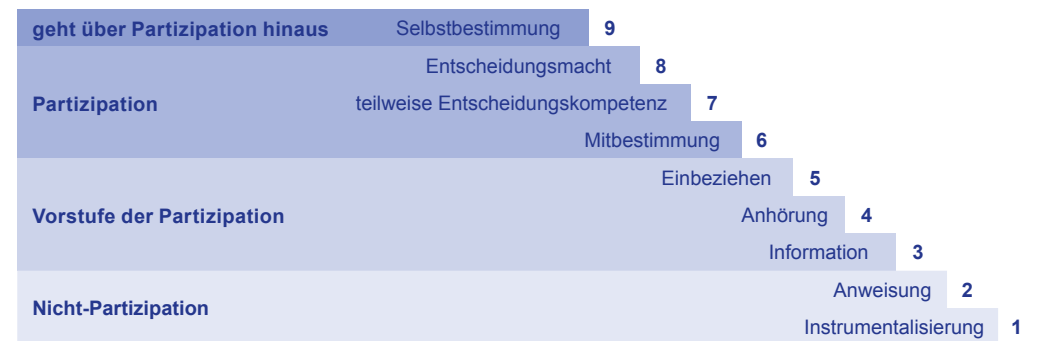 geht über Partizipation hinaus Selbstbestimmung 9
Entscheidungsmacht 8
Partizipation teilweise Entscheidungskompetenz 7
Mitbestimmung 6
Einbeziehen 5
Vorstufe der Partizipation Anhörung 4
Information 3
Anweisung 2
Nicht-Partizipation
Instrumentalisierung 1